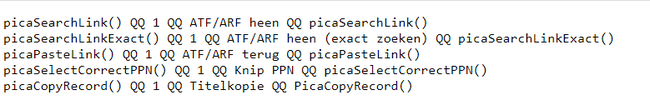 picaSearchLink() QQ 1 QQ ATF/ARF heen QQ picaSearchLink()
picaSearchLinkExact() QQ 1 QQ ATF/ARF heen (exact zoeken) QQ picaSearchLinkExact()
picaPasteLink() QQ 1 QQ ATF/ARF terug QQ picaPasteLink()
picaSelectCorrectPPN() QQ 1 QQ Knip PPN QQ picaSelectCorrectPPN()
picaCopyRecord() QQ 1 QQ Titelkopie QQ PicaCopyRecord()